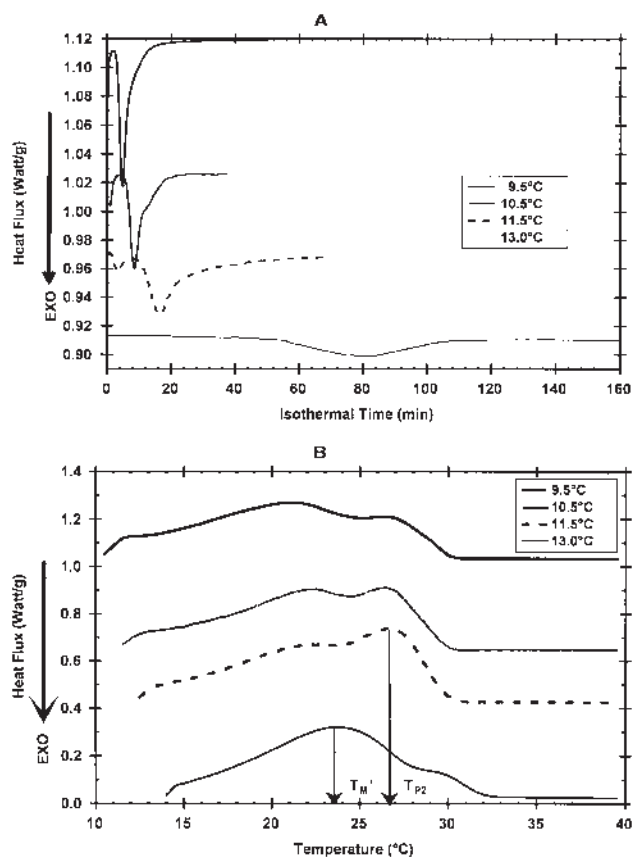 A
1.12
1.10
1.08
1.06
1.04
1.02
1.00
0.98
0.96
0.94
0.92
0.90
Heat Flux (Watt/g)
EXO
9.5°C
10.5°C
11.5°C
13.0°C
0 20 40 60 80 100 120 140 160
Isothermal Time (min)
B
1.4
1.2
1.0
0.8
0.6
0.4
0.2
0.0
Heat Flux (Watt/g)
EXO
9.5°C
10.5°C
11.5°C
13.0°C
TM'
TP2
10 15 20 25 30 35 40
Temperature (°C)